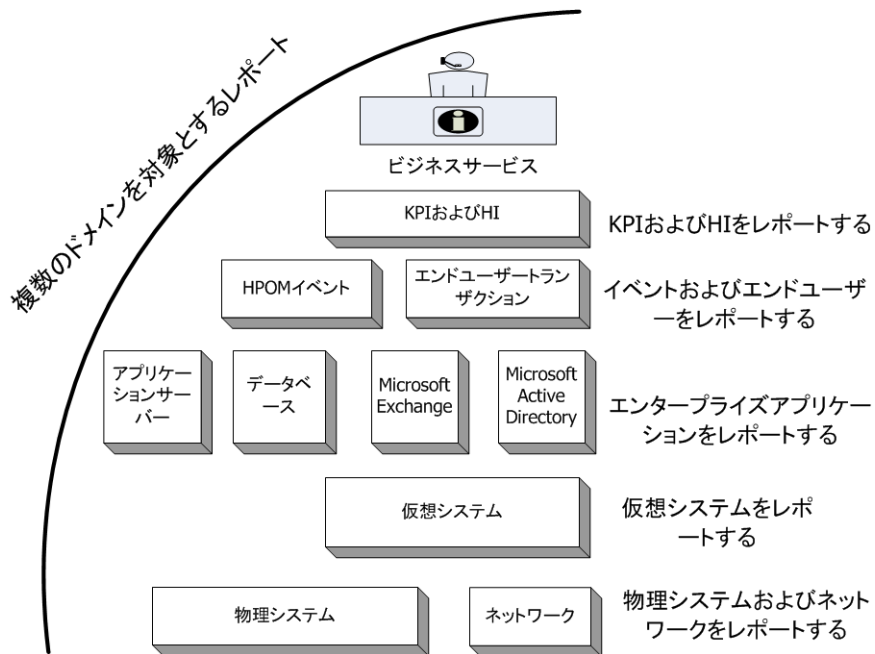 複数のドメインを対象とするレポート
ビジネスサービス
KPIおよびHI
KPIおよびHIをレポートする
HPOMイベント
エンドユーザートラン
ザクション
イベントおよびエンドユーザ
ーをレポートする
アプリケー
ションサー
バー
データベ
ース
Microsoft
Exchange
Microsoft
Active
Directory
エンタープライズアプリケー
ションをレポートする
仮想システム
仮想システムをレポ
ートする
物理システム
ネットワーク
物理システムおよびネット
ワークをレポートする